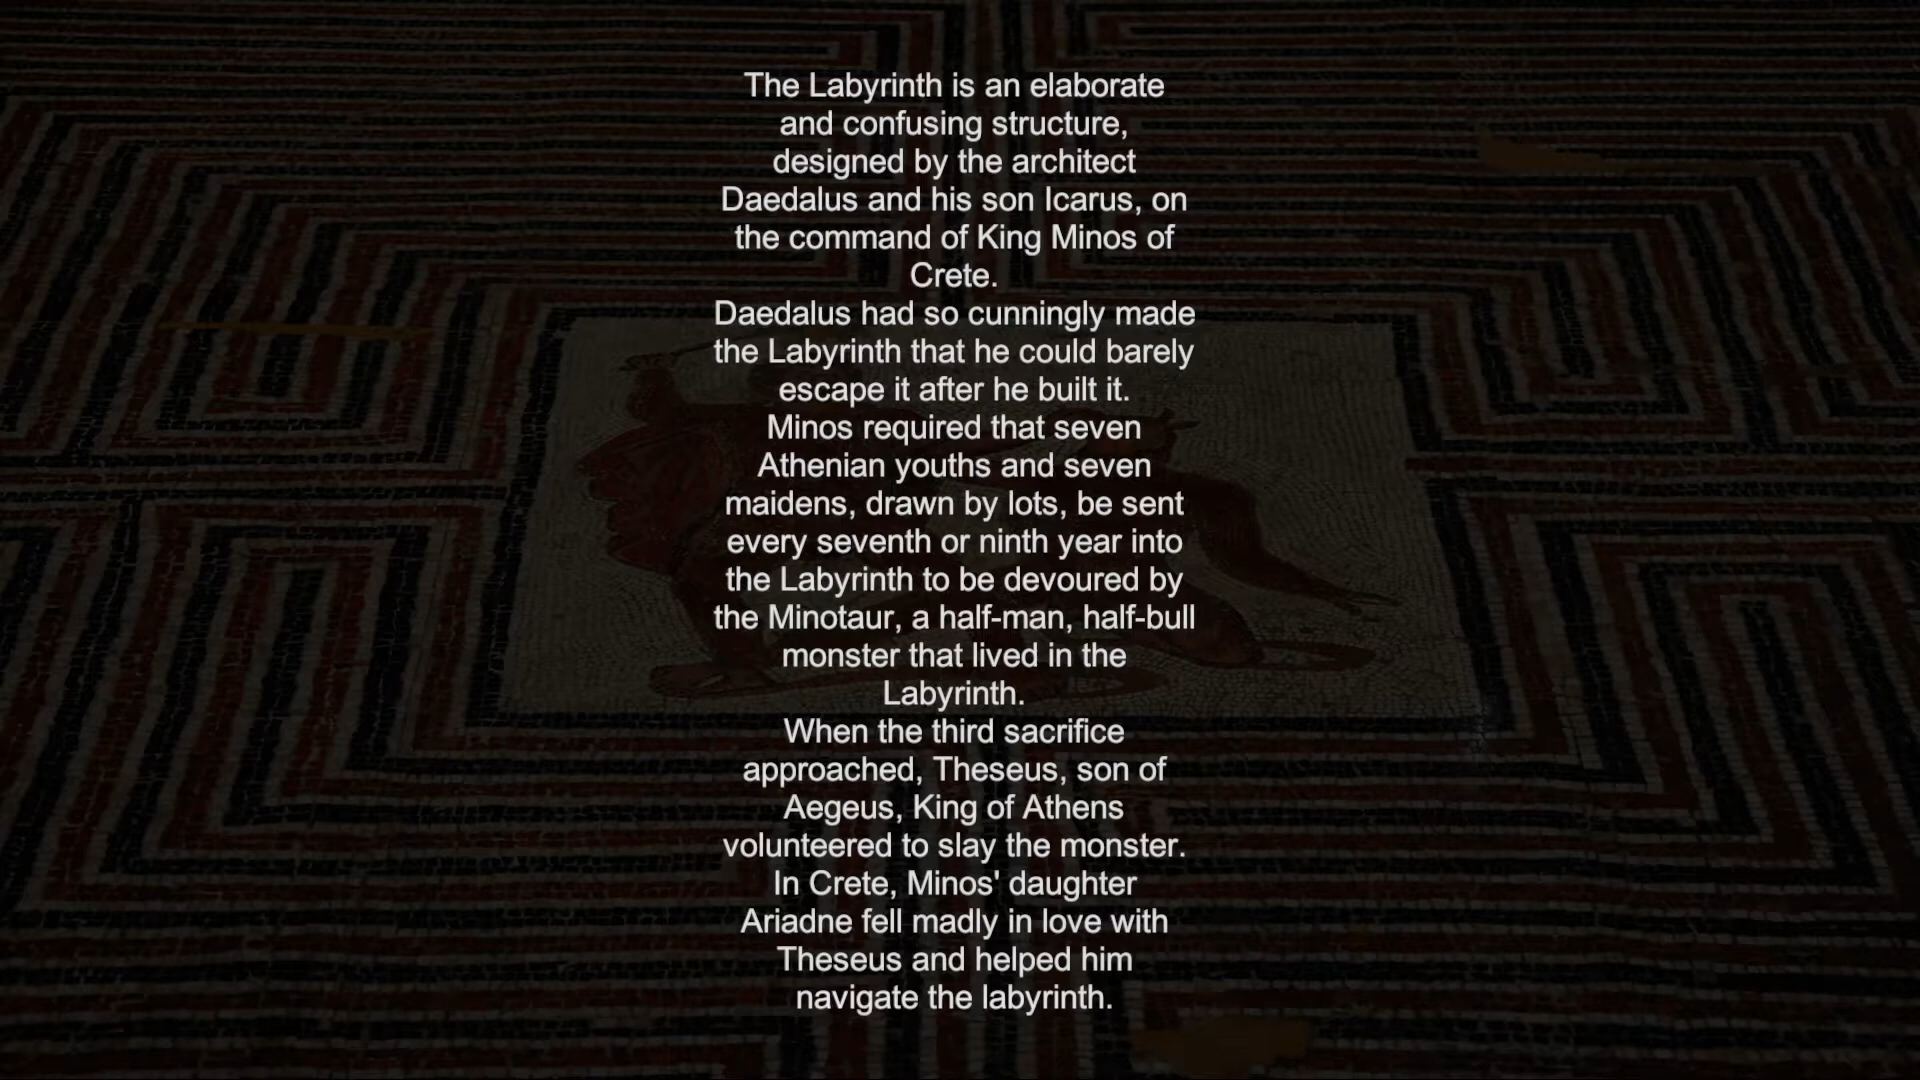 The Labyrinth is an elaborate
and confusing structure,
designed by the architect
Daedalus and his son Icarus, on
the command of King Minos of
Crete.
Daedalus had so cunningly made
the Labyrinth that he could barely
escape it after he built it.
Minos required that seven
Athenian youths and seven
maidens, drawn by lots, be sent
every seventh or ninth year into
the Labyrinth to be devoured by
the Minotaur, a half-man, half-bull
monster that lived in the
Labyrinth.
When the third sacrifice
approached, Theseus, son of
Aegeus, King of Athens
volunteered to slay the monster.
In Crete, Minos' daughter
Ariadne fell madly in love with
Theseus and helped him
navigate the labyrinth.